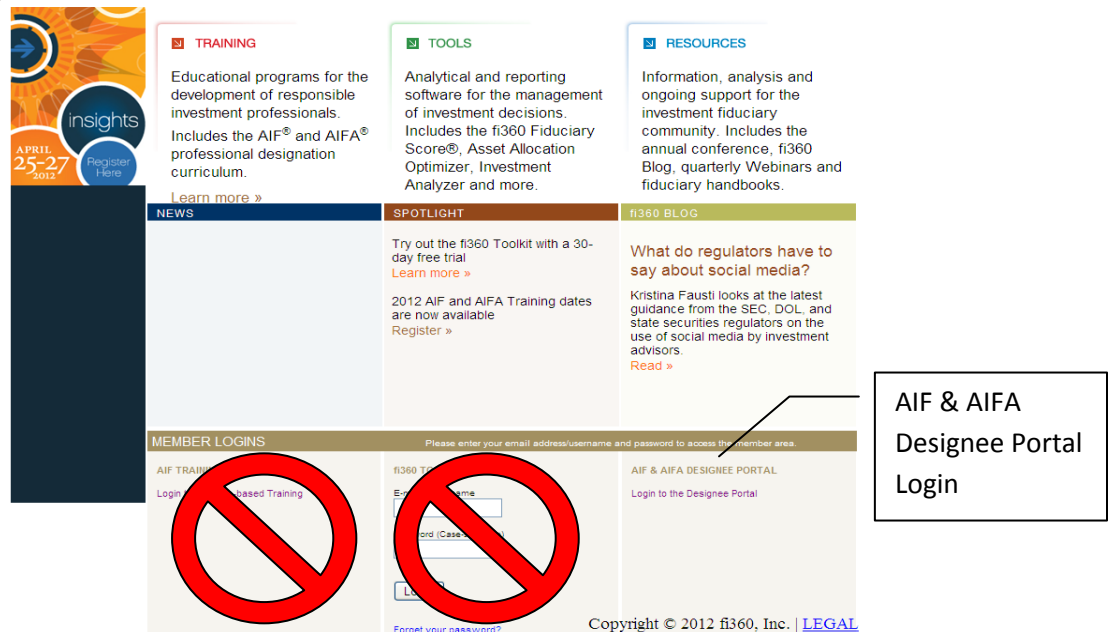 insights
APRIL
25-27
2012
Register
Here
TRAINING
Educational programs for the
development of responsible
investment professionals.
Includes the AIF® and AIFA®
professional designation
curriculum.
Learn more »
TOOLS
Analytical and reporting
software for the management
of investment decisions.
Includes the fi360 Fiduciary
Score®, Asset Allocation
Optimizer, Investment
Analyzer and more.
RESOURCES
Information, analysis and
ongoing support for the
investment fiduciary
community. Includes the
annual conference, fi360
Blog, quarterly Webinars and
fiduciary handbooks.
NEWS
SPOTLIGHT
Try out the fi360 Toolkit with a 30-
day free trial
Learn more »
2012 AIF and AIFA Training dates
are now available
Register »
fi360 BLOG
What do regulators have to
say about social media?
Kristina Fausti looks at the latest
guidance from the SEC, DOL, and
state securities regulators on the
use of social media by investment
advisors.
Read »
MEMBER LOGINS
Please enter your email address/username and password to access the member area.
AIF
Login Training
fi360
AIF & AIFA DESIGNEE PORTAL
Login to the Designee Portal
Forget your password?
AIF & AIFA
Designee Portal
Login
Copyright © 2012 fi360, Inc. | LEGAL